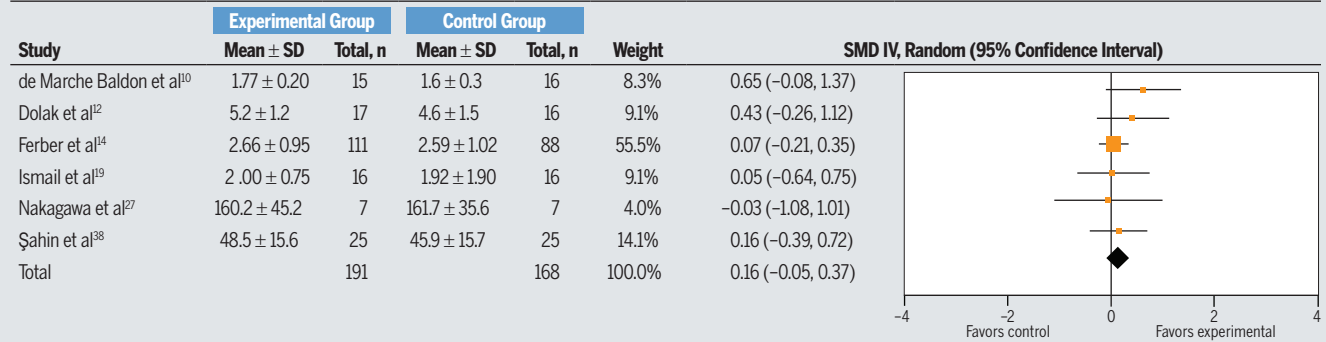 Experimental Group Control Group
Study Mean ± SD Total, n Mean ± SD Total, n Weight SMD IV, Random (95% Confidence Interval)
de Marche Baldon et al10 1.77 ± 0.20 15 1.6 ± 0.3 16 8.3% 0.65 (–0.08, 1.37)
Dolak et al12 5.2 ± 1.2 17 4.6 ± 1.5 16 9.1% 0.43 (–0.26, 1.12)
Ferber et al14 2.66 ± 0.95 111 2.59 ± 1.02 88 55.5% 0.07 (–0.21, 0.35)
Ismail et al19 2 .00 ± 0.75 16 1.92 ± 1.90 16 9.1% 0.05 (–0.64, 0.75)
Nakagawa et al27 160.2 ± 45.2 7 161.7 ± 35.6 7 4.0% –0.03 (–1.08, 1.01)
Şahin et al38 48.5 ± 15.6 25 45.9 ± 15.7 25 14.1% 0.16 (–0.39, 0.72)
Total 191 168 100.0% 0.16 (–0.05, 0.37)
–4 –2 0 2 4
Favors control Favors experimental